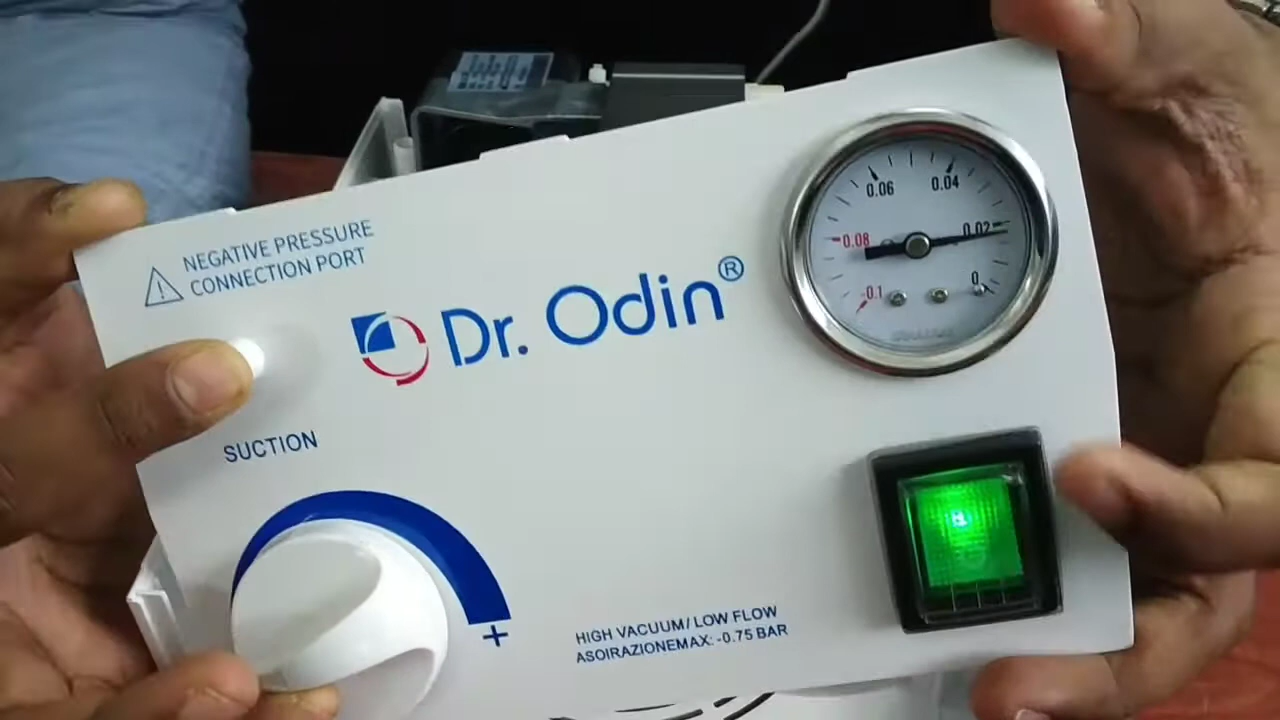 NEGATIVE PRESSURE
CONNECTION PORT
Dr. Odin®
SUCTION
+
HIGH VACUUM/ LOW FLOW
ASOIRAZIONEMAX: -0.75 BAR
0.06
0.04
0.08
0.02
-0.1
0